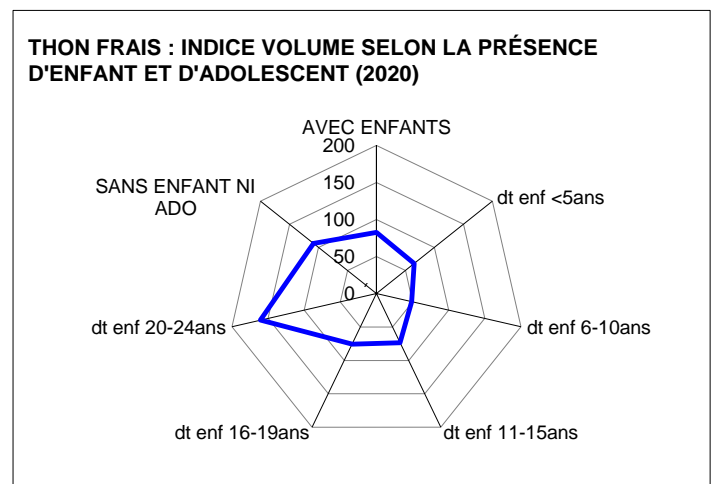 THON FRAIS : INDICE VOLUME SELON LA PRÉSENCE
D'ENFANT ET D'ADOLESCENT (2020)
AVEC ENFANTS
200
150
100
50
0
dt enf <5ans
dt enf 6-10ans
dt enf 11-15ans
dt enf 16-19ans
dt enf 20-24ans
SANS ENFANT NI
ADO